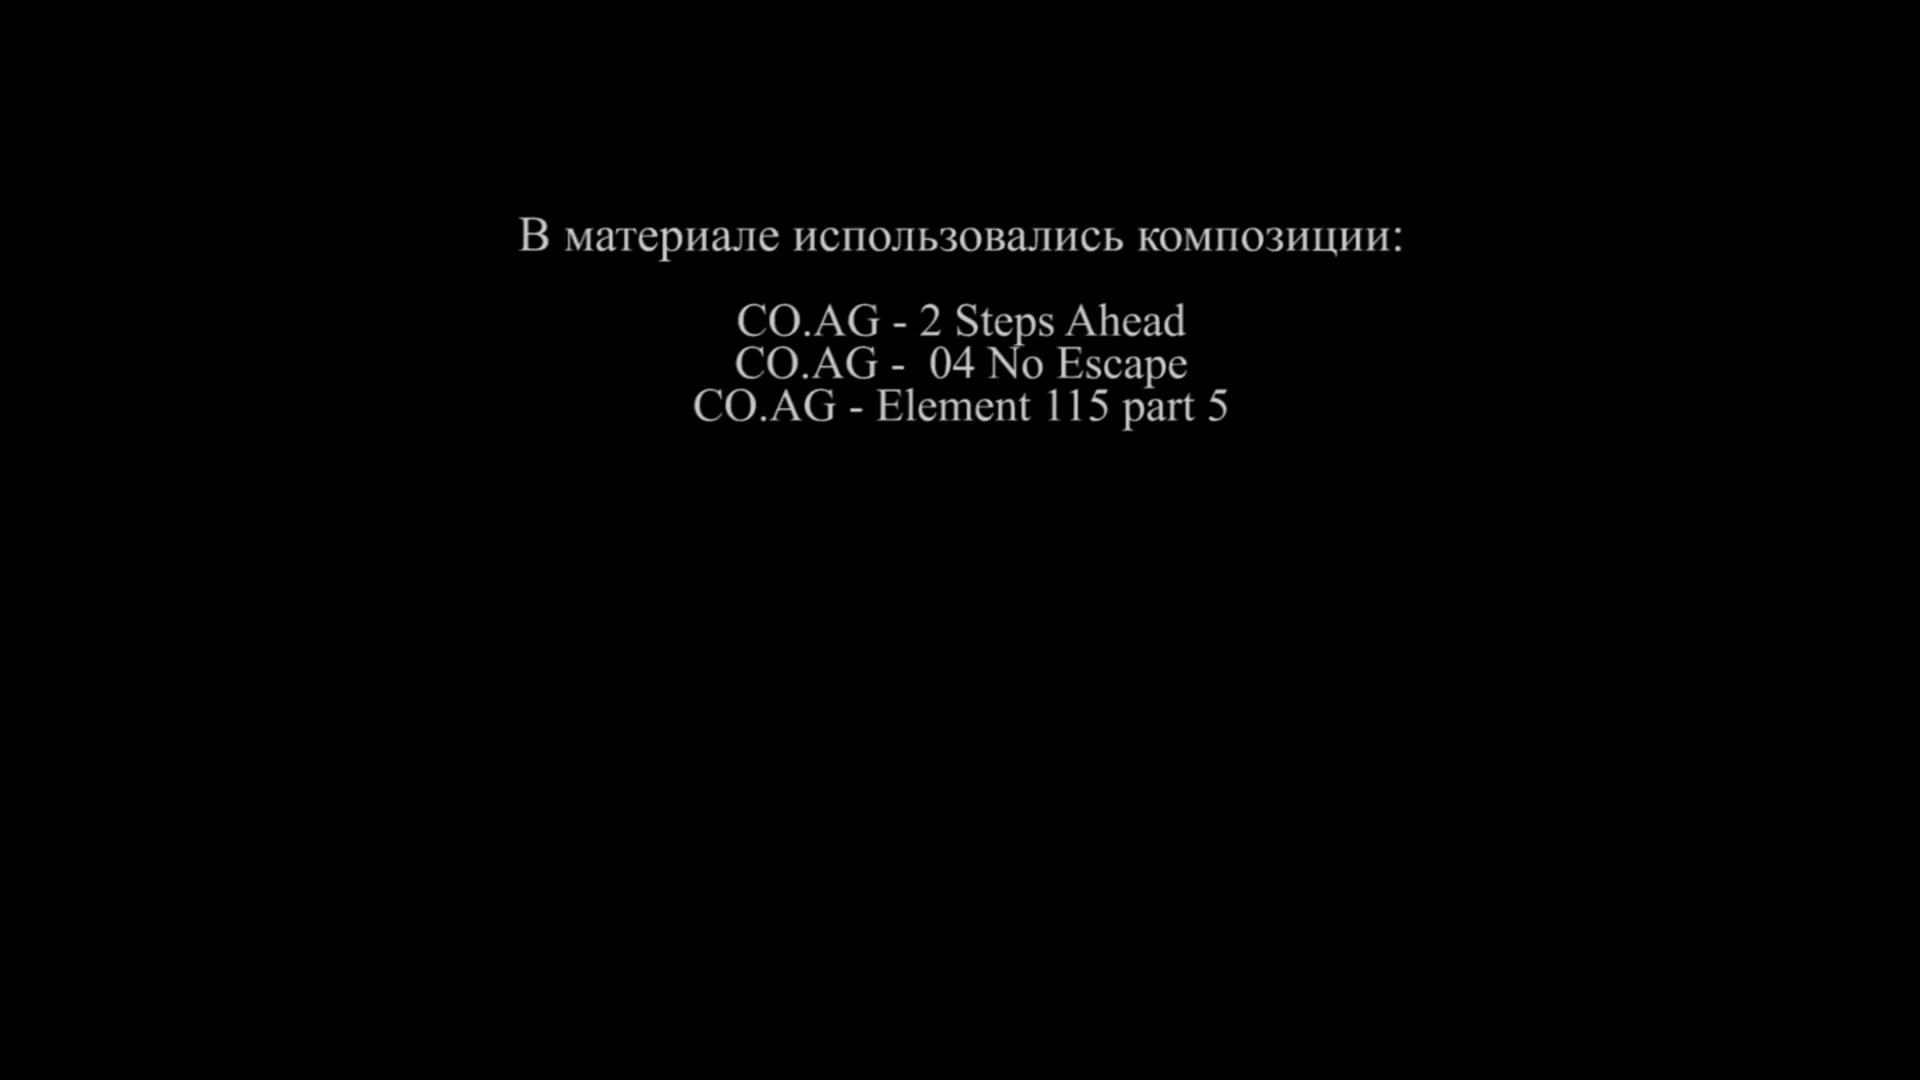 В материале использовались композиции:
CO.AG - 2 Steps Ahead
CO.AG -  04 No Escape
CO.AG - Element 115 part 5